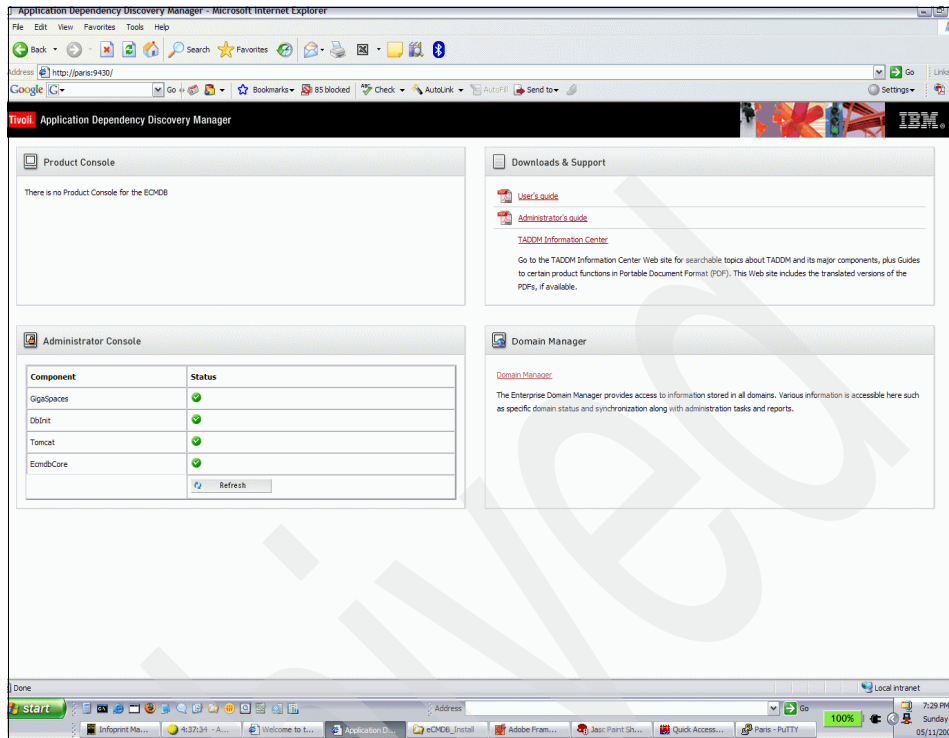 Application Dependency Discovery Manager - Microsoft Internet Explorer
File Edit View Favorites Tools Help
Back Search Favorites
Address http://paris:9430/ Go Links
Google G Go Bookmarks 85 blocked Check AutoLink AutoFill Send to Settings
Tivoli. Application Dependency Discovery Manager IBM
Product Console
There is no Product Console for the ECMDB
Downloads & Support
User's guide
Administrator's guide
TADDM Information Center
Go to the TADDM Information Center Web site for searchable topics about TADDM and its major components, plus Guides
to certain product functions in Portable Document Format (PDF). This Web site includes the translated versions of the
PDFs, if available.
Administrator Console
Component Status
GigaSpaces
DbInit
Tomcat
EcmdbCore
Refresh
Domain Manager
Domain Manager
The Enterprise Domain Manager provides access to information stored in all domains. Various information is accessible here such
as specific domain status and synchronization along with administration tasks and reports.
Done Local intranet
start Address Go 100% 7:29 PM
Sunday
Infoprint Ma... 4:37:34 - A... Welcome to t... Application D... eCMDB_Install Adobe Fram... Jasc Paint Sh... Quick Access... Paris - PuTTY